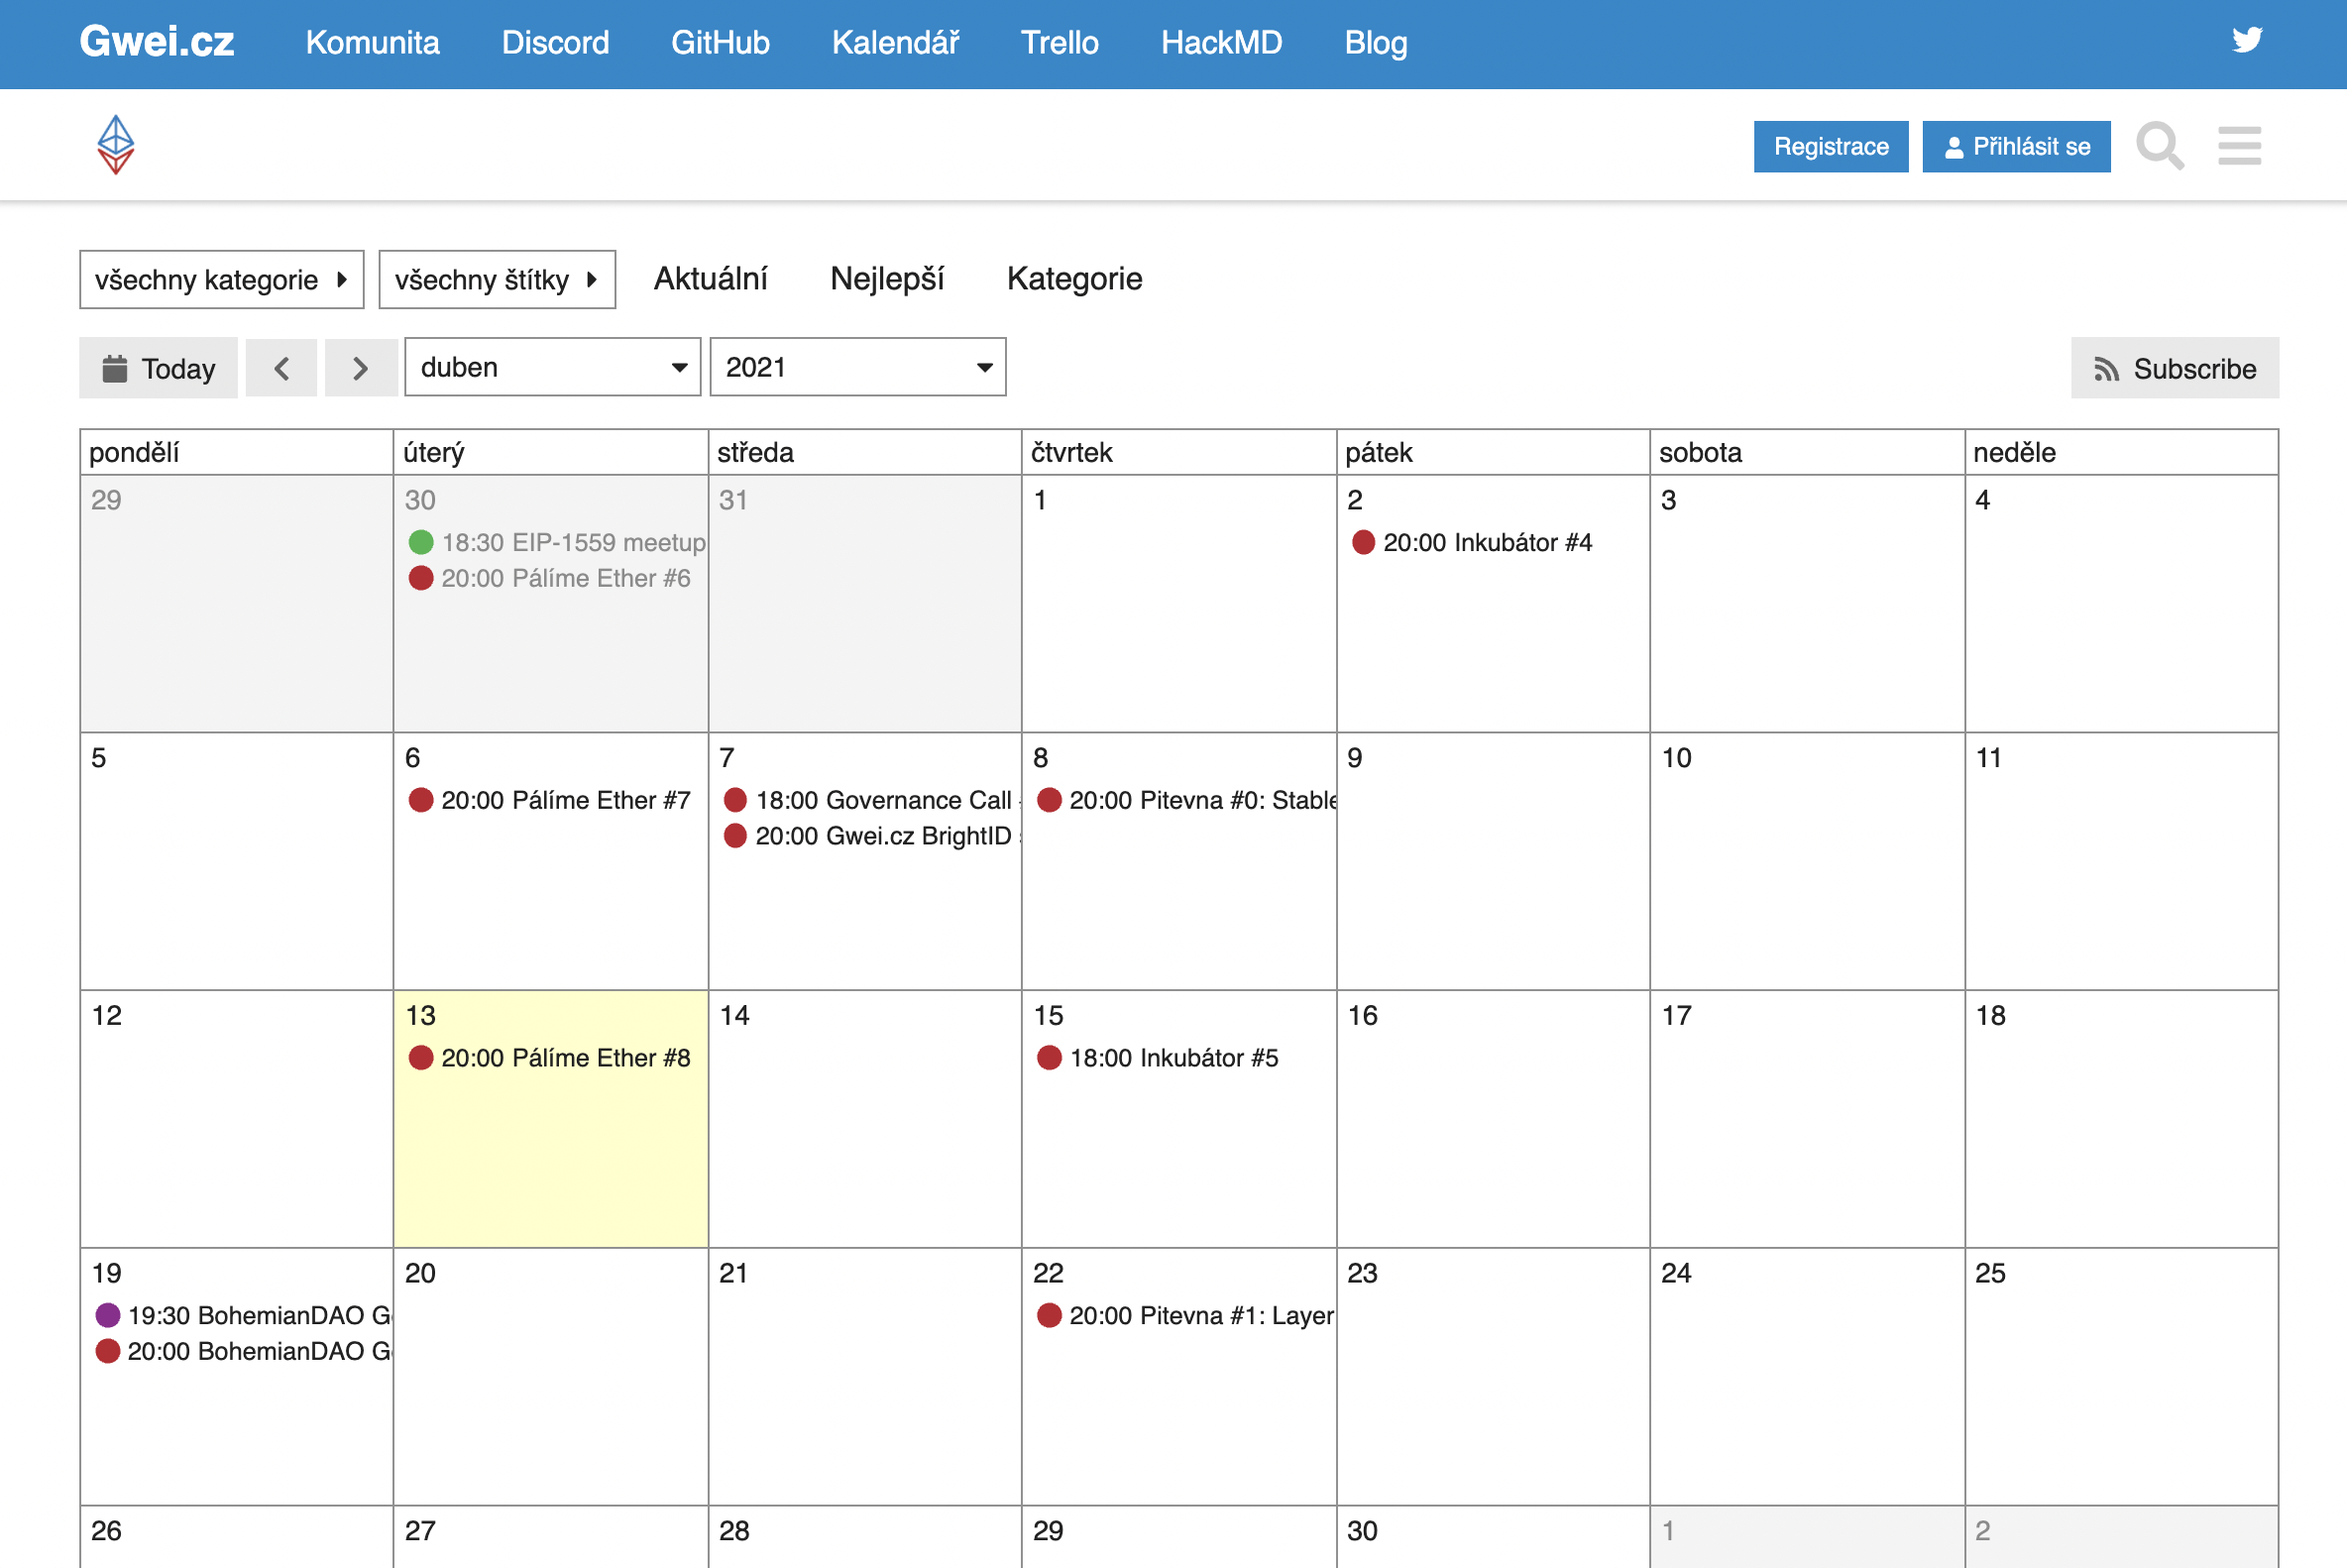 Gwei.cz Komunita Discord GitHub Kalendář Trello HackMD Blog
Registrace Přihlásit se
všechny kategorie všechny štítky Aktuální Nejlepší Kategorie
Today duben 2021 Subscribe
pondělí úterý středa čtvrtek pátek sobota neděle
29 30 31 1 2 3 4
18:30 EIP-1559 meetup 20:00 Inkubátor #4
20:00 Pálíme Ether #6
5 6 7 8 9 10 11
20:00 Pálíme Ether #7 18:00 Governance Call 20:00 Pitevna #0: Stable
20:00 Gwei.cz BrightID
12 13 14 15 16 17 18
20:00 Pálíme Ether #8 18:00 Inkubátor #5
19 20 21 22 23 24 25
19:30 BohemianDAO G 20:00 Pitevna #1: Layer
20:00 BohemianDAO G
26 27 28 29 30 1 2